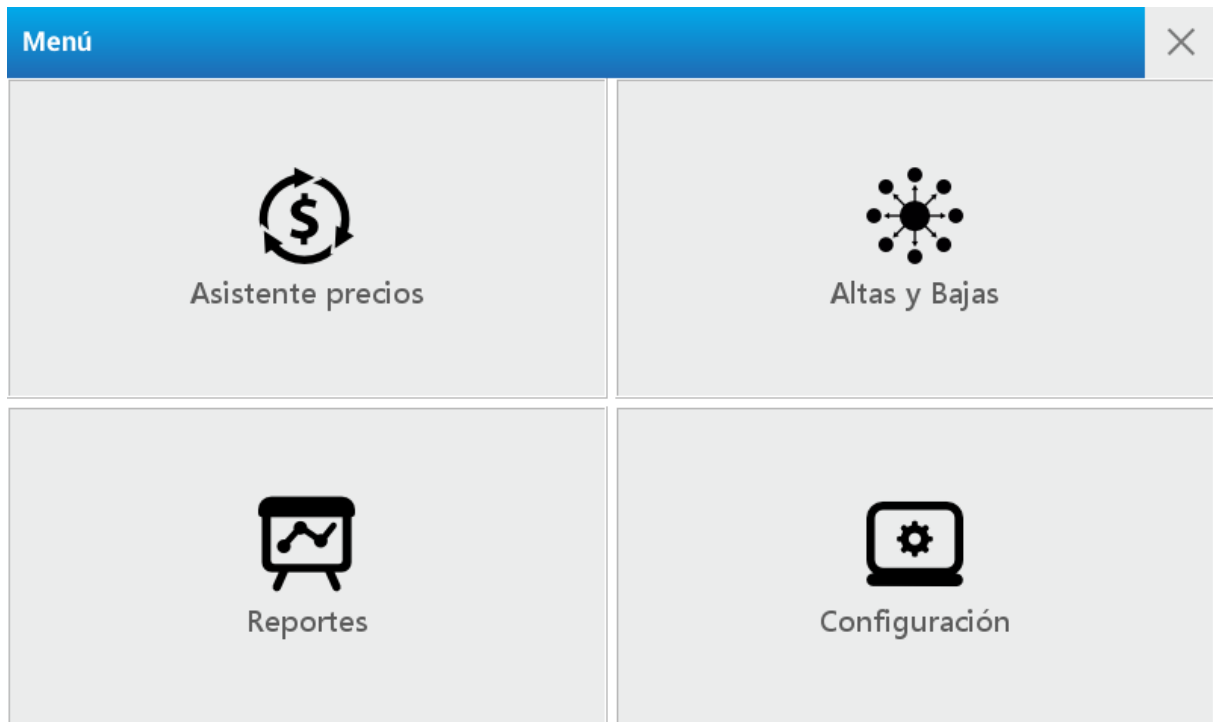 Menú
Asistente precios
Altas y Bajas
Reportes
Configuración